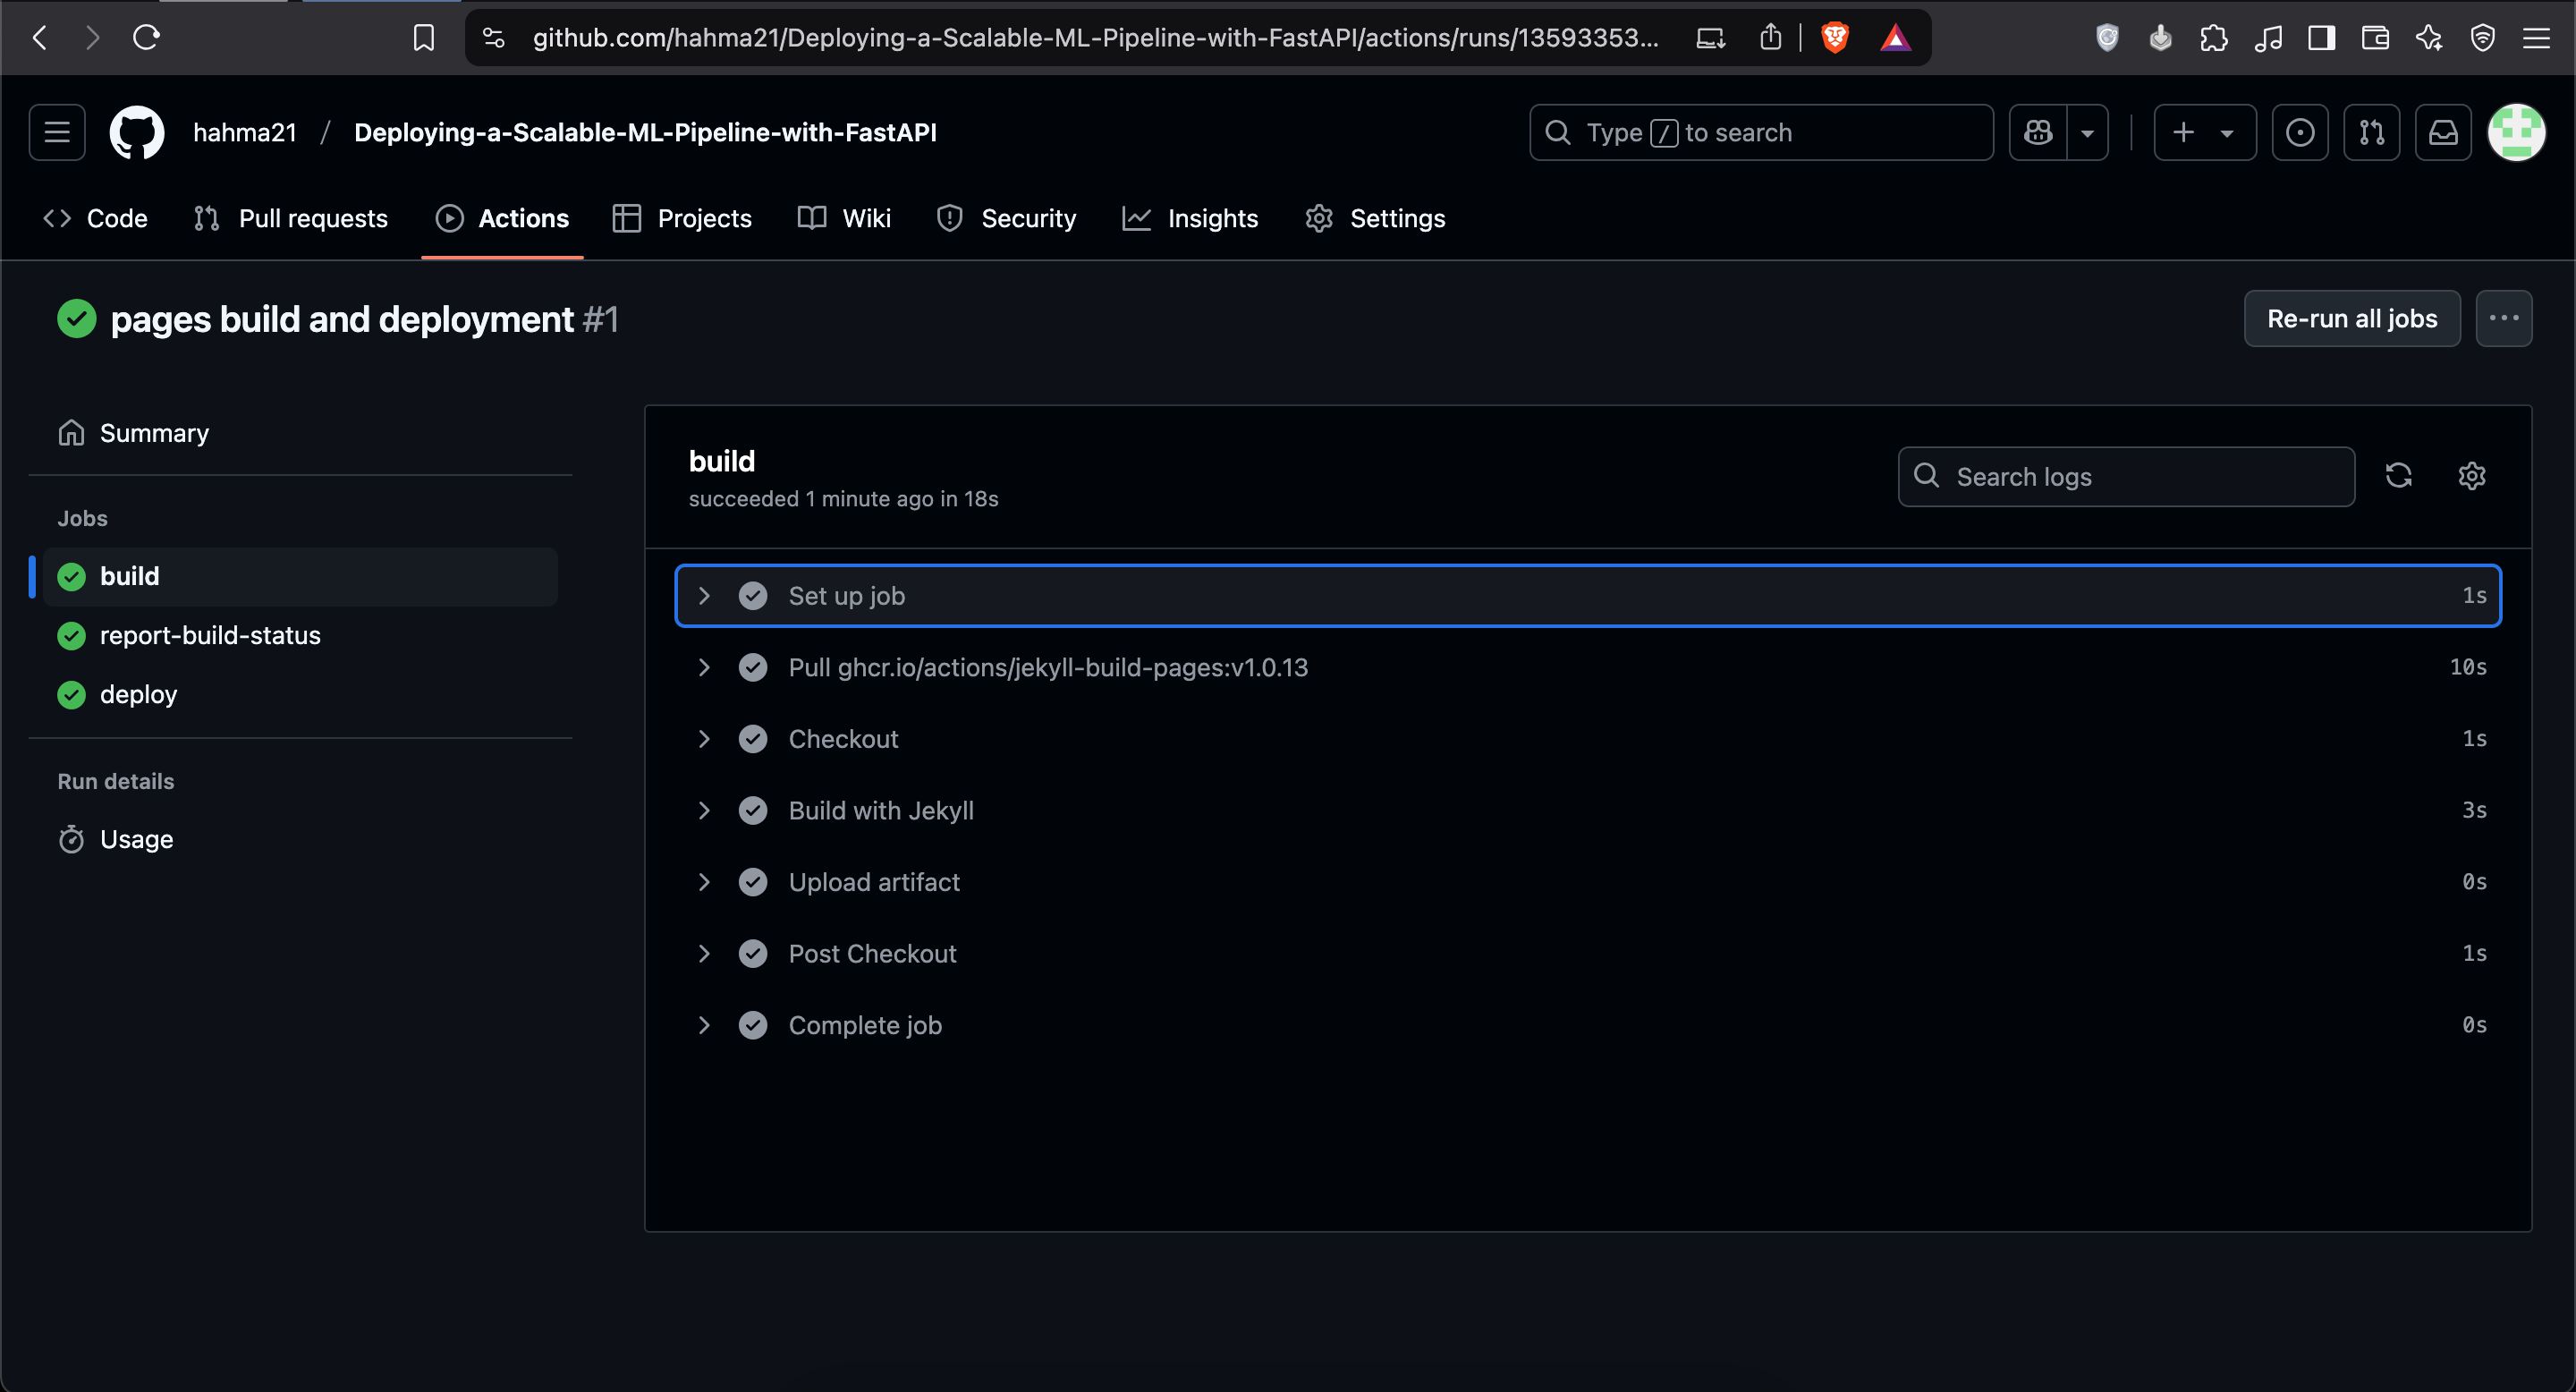 github.com/hahma21/Deploying-a-Scalable-ML-Pipeline-with-FastAPI/actions/runs/13593353...
hahma21 / Deploying-a-Scalable-ML-Pipeline-with-FastAPI
Type / to search
Code
Pull requests
Actions
Projects
Wiki
Security
Insights
Settings
pages build and deployment #1
Re-run all jobs
Summary
Jobs
build
report-build-status
deploy
Run details
Usage
build
succeeded 1 minute ago in 18s
Search logs
Set up job 1s
Pull ghcr.io/actions/jekyll-build-pages:v1.0.13 10s
Checkout 1s
Build with Jekyll 3s
Upload artifact 0s
Post Checkout 1s
Complete job 0s